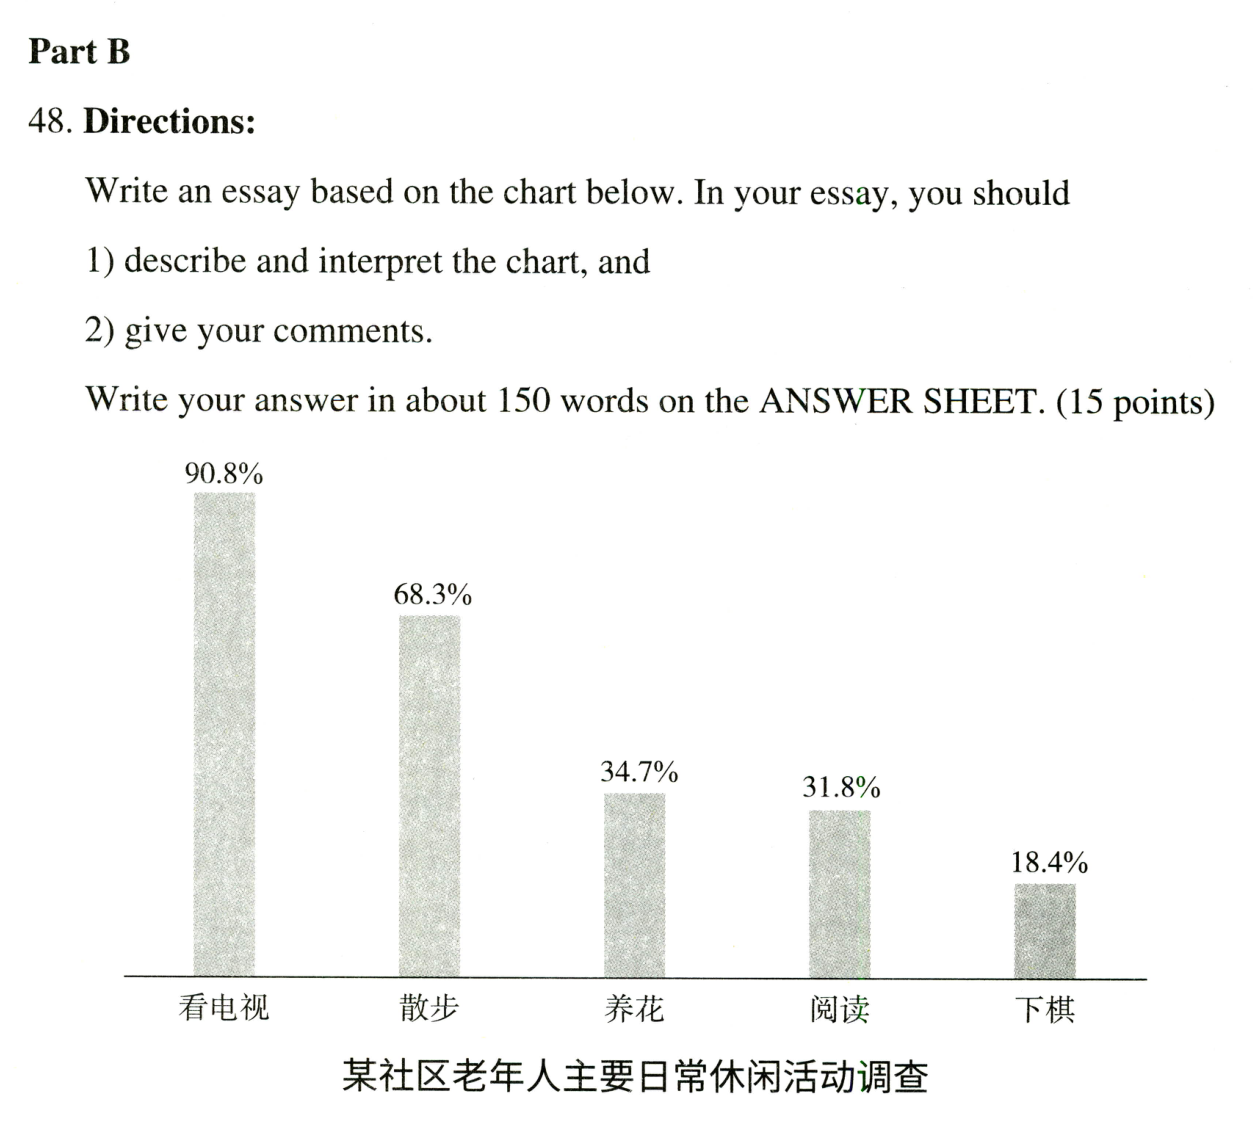 Part B
48. Directions:
Write an essay based on the chart below. In your essay, you should
1) describe and interpret the chart, and
2) give your comments.
Write your answer in about 150 words on the ANSWER SHEET. (15 points)
90.8%
68.3%
34.7%
31.8%
18.4%
看电视 散步 养花 阅读 下棋
某社区老年人主要日常休闲活动调查